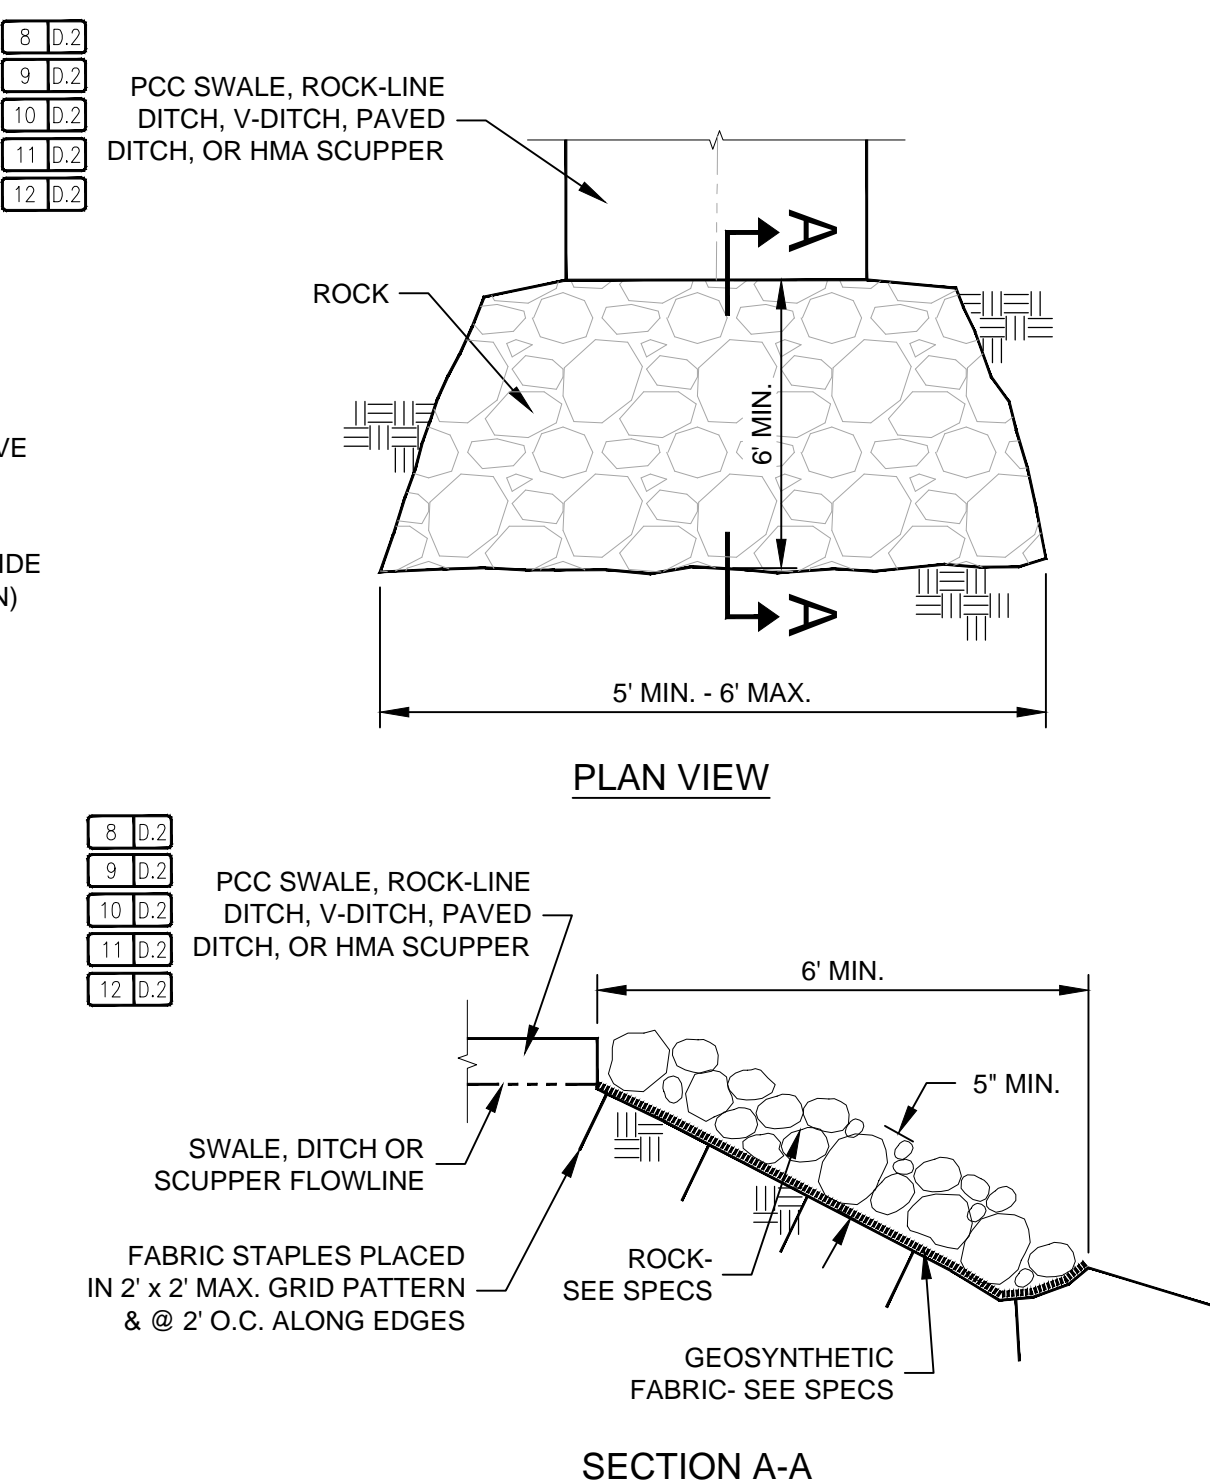 8 D.2
9 D.2
10 D.2
11 D.2
12 D.2
PCC SWALE, ROCK-LINE
DITCH, V-DITCH, PAVED
DITCH, OR HMA SCUPPER
A
ROCK
6' MIN.
VE
IDE
N)
A
5' MIN. - 6' MAX.
PLAN VIEW
8 D.2
9 D.2
10 D.2
11 D.2
12 D.2
PCC SWALE, ROCK-LINE
DITCH, V-DITCH, PAVED
DITCH, OR HMA SCUPPER
6' MIN.
5" MIN.
SWALE, DITCH OR
SCUPPER FLOWLINE
FABRIC STAPLES PLACED
IN 2' x 2' MAX. GRID PATTERN
& @ 2' O.C. ALONG EDGES
ROCK-
SEE SPECS
GEOSYNTHETIC
FABRIC- SEE SPECS
SECTION A-A